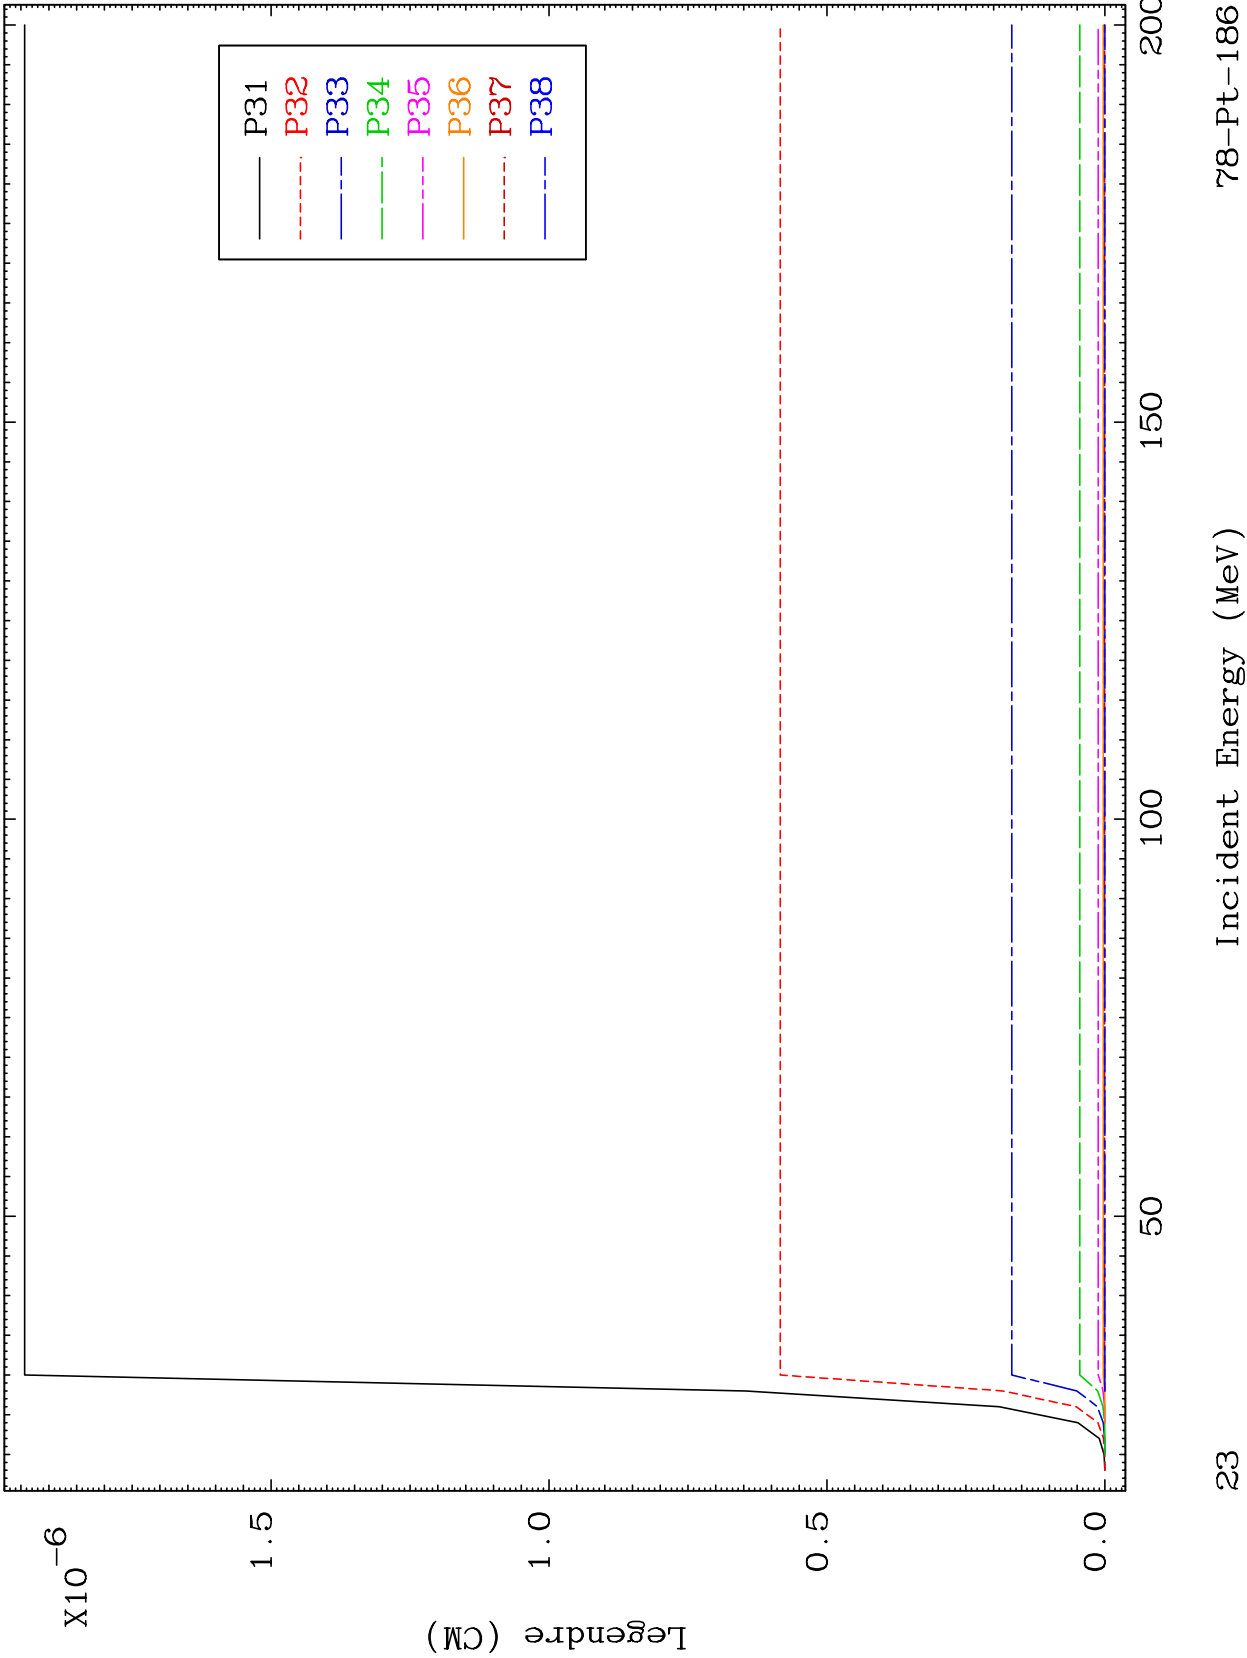 X10-6
1.5
1.0
0.5
0.0
Legendre (CM)
P31
P32
P33
P34
P35
P36
P37
P38
50
100
150
200
Incident Energy (MeV)
23
78-Pt-186